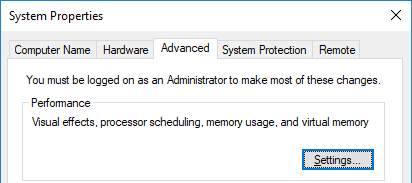 System Properties
Computer Name Hardware Advanced System Protection Remote
You must be logged on as an Administrator to make most of these changes.
Performance
Visual effects, processor scheduling, memory usage, and virtual memory
Settings...